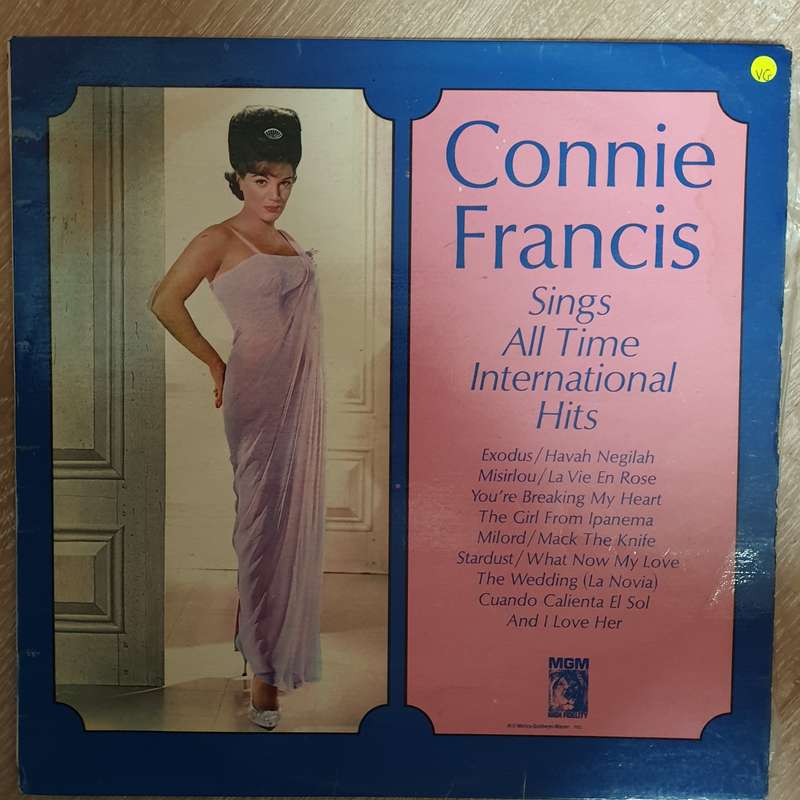 VG
Connie
Francis
Sings
All Time
International
Hits
Exodus/Havah Negilah
Misirlou/La Vie En Rose
You're Breaking My Heart
The Girl From Ipanema
Milord/Mack The Knife
Stardust/What Now My Love
The Wedding (La Novia)
Cuando Calienta El Sol
And I Love Her
MGM
HIGH FIDELITY